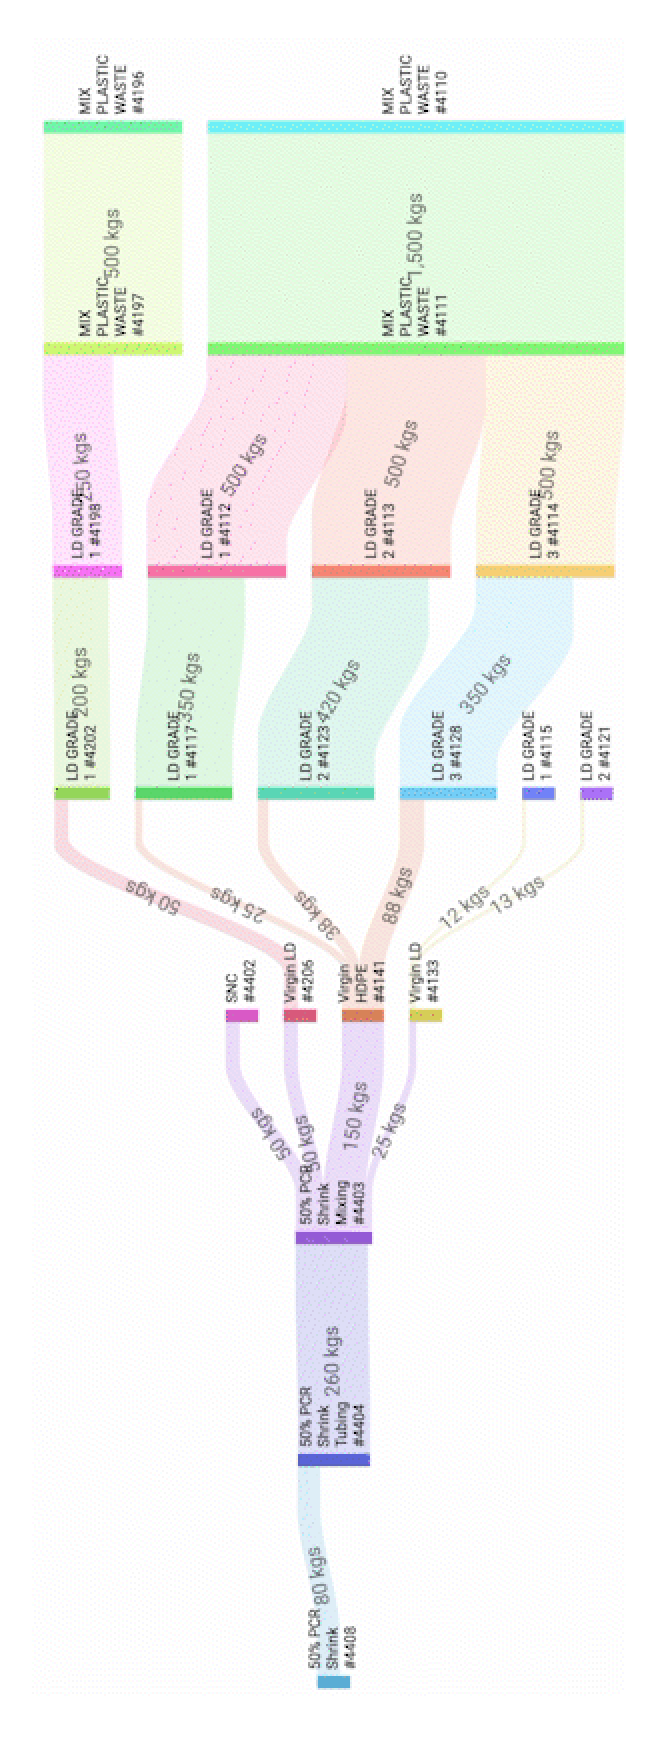 MIX
PLASTIC
WASTE
#4196
MIX
PLASTIC
WASTE
#4110
500 kgs
1,500 kgs
MIX
PLASTIC
WASTE
#4197
MIX
PLASTIC
WASTE
#4111
250 kgs
500 kgs
500 kgs
500 kgs
LD GRADE
1 #4198
LD GRADE
1 #4112
LD GRADE
2 #4113
LD GRADE
3 #4114
200 kgs
350 kgs
420 kgs
350 kgs
LD GRADE
1 #4202
LD GRADE
1 #4117
LD GRADE
2 #4123
LD GRADE
3 #4128
LD GRADE
1 #4115
LD GRADE
2 #4121
50 kgs
25 kgs
38 kgs
88 kgs
12 kgs
13 kgs
SNC
#4402
Virgin LD
#4206
Virgin
HDPE
#4141
Virgin LD
#4133
50 kgs
50 kgs
150 kgs
25 kgs
50% PCR
Shrink
Mixing
#4403
260 kgs
50% PCR
Shrink
Tubing
#4404
80 kgs
50% PCR
Shrink
#4408